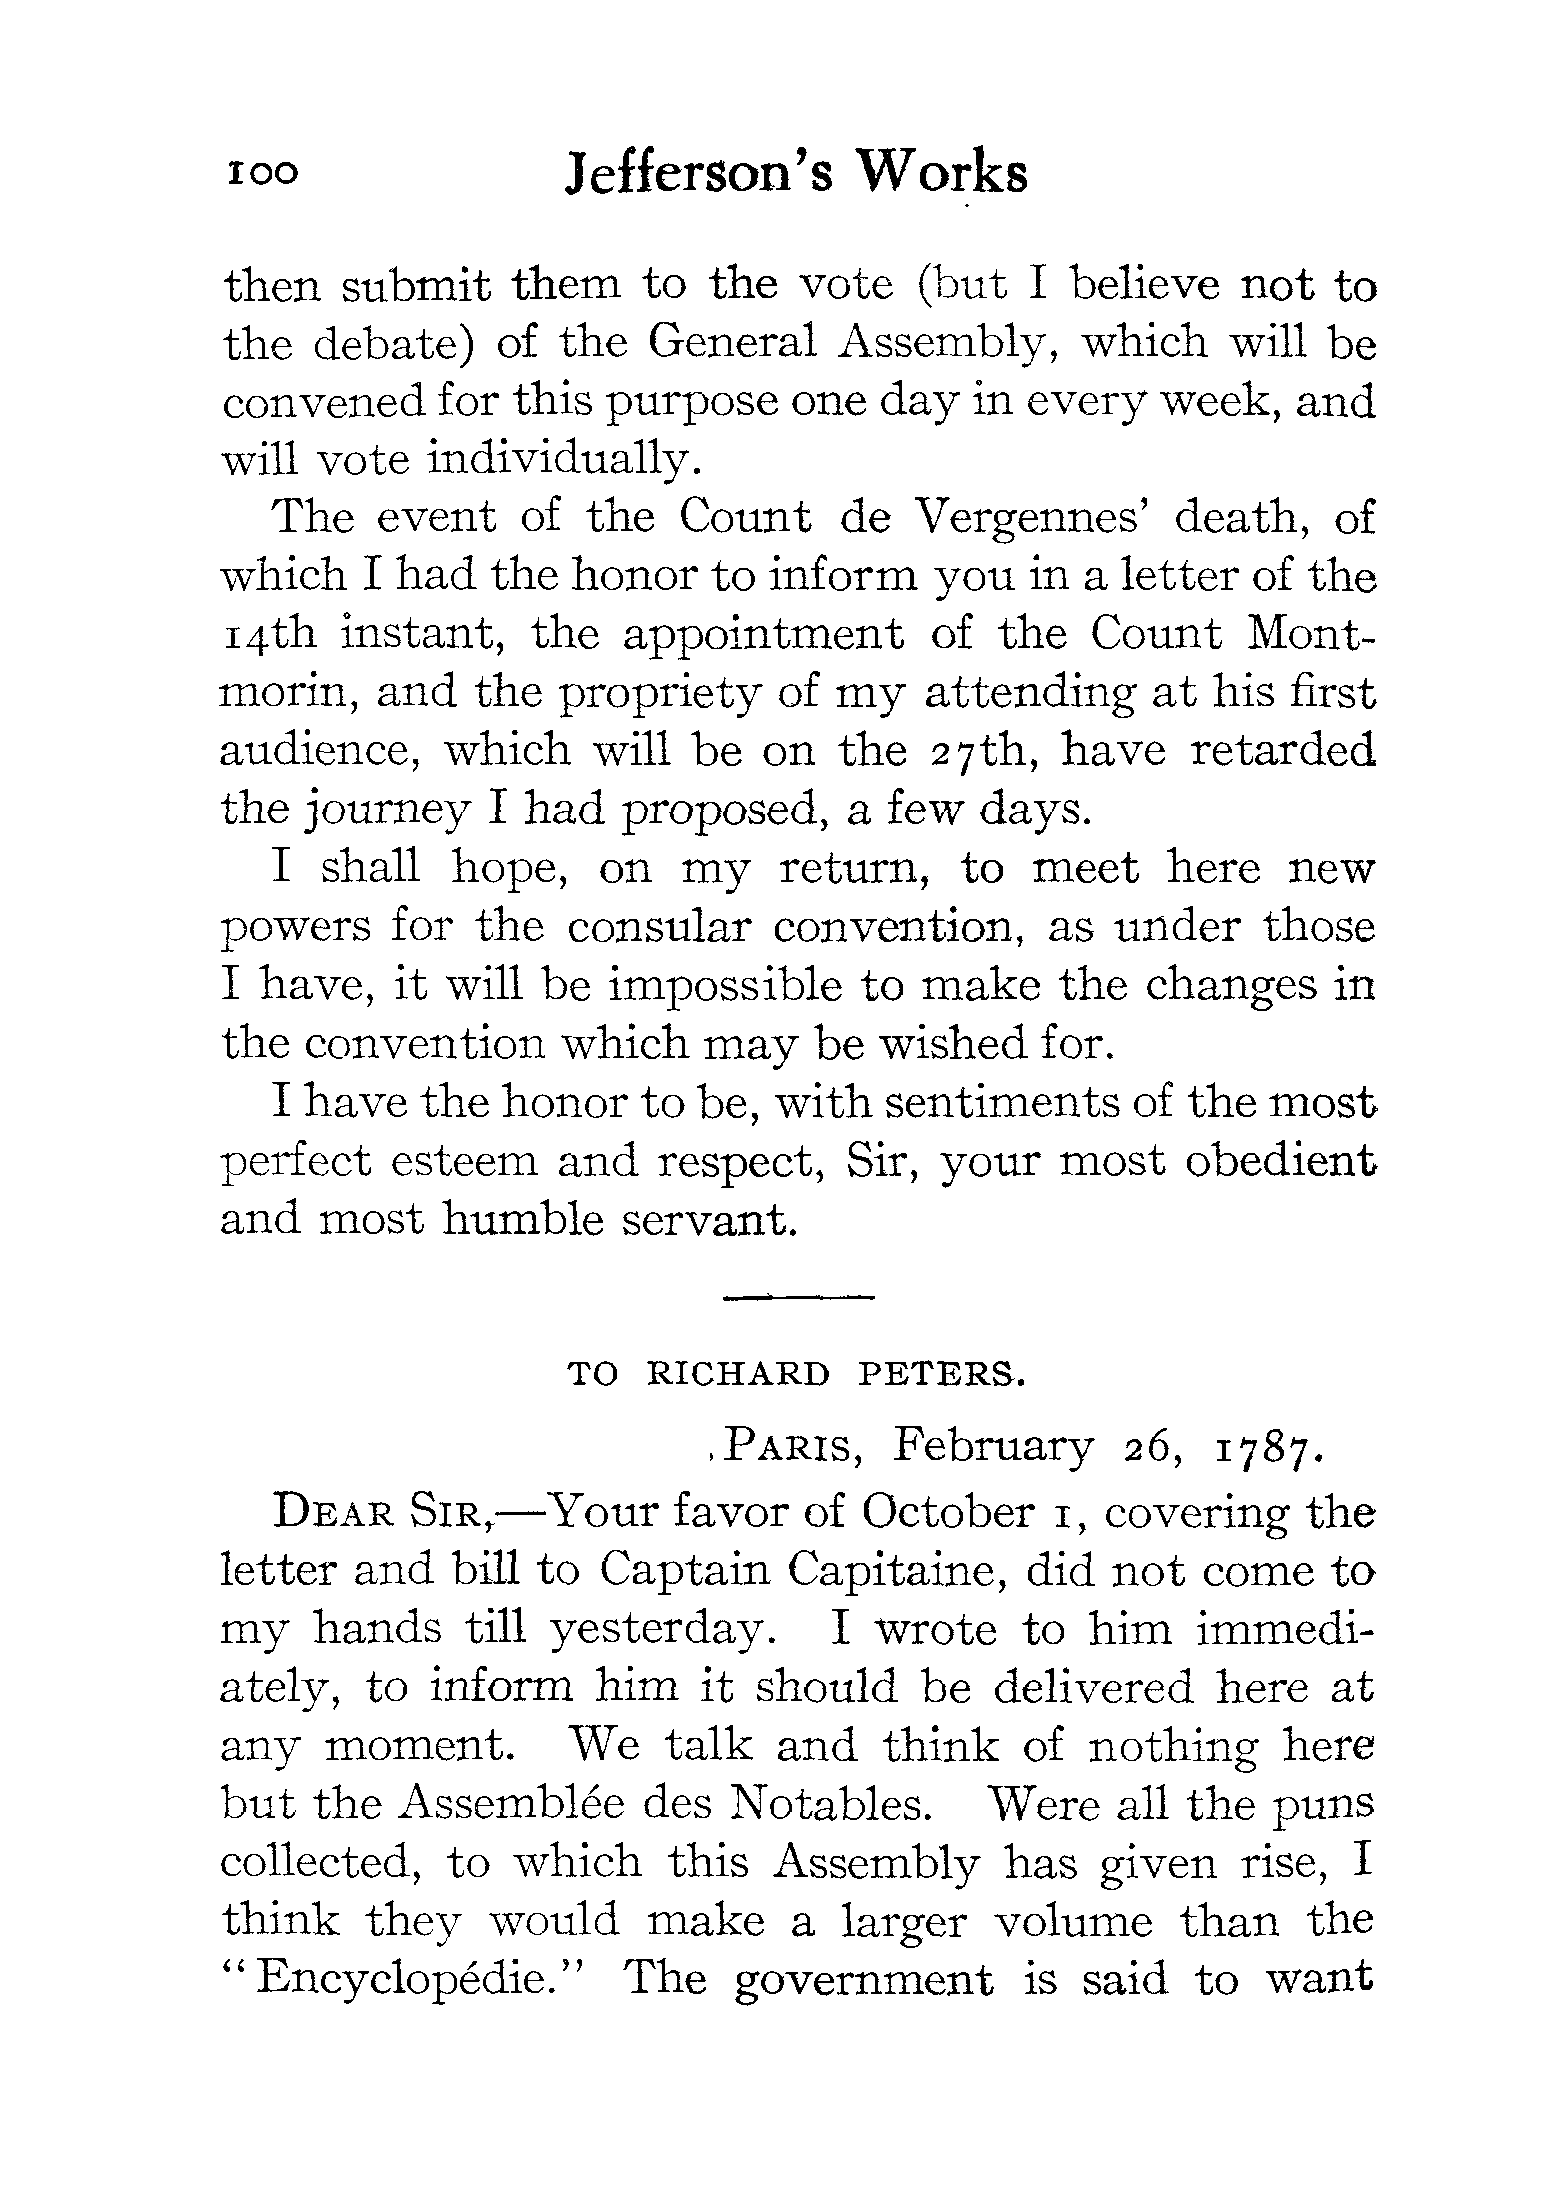 100 Jefferson's Works
then submit them to the vote (but I believe not to
the debate) of the General Assembly, which will be
convened for this purpose one day in every week, and
will vote individually.
The event of the Count de Vergennes' death, of
which I had the honor to inform you in a letter of the
14th instant, the appointment of the Count Mont-
morin, and the propriety of my attending at his first
audience, which will be on the 27th, have retarded
the journey I had proposed, a few days.
I shall hope, on my return, to meet here new
powers for the consular convention, as under those
I have, it will be impossible to make the changes in
the convention which may be wished for.
I have the honor to be, with sentiments of the most
perfect esteem and respect, Sir, your most obedient
and most humble servant.
TO RICHARD PETERS.
PARIS, February 26, 1787.
DEAR SIR,—Your favor of October 1, covering the
letter and bill to Captain Capitaine, did not come to
my hands till yesterday. I wrote to him immedi-
ately, to inform him it should be delivered here at
any moment. We talk and think of nothing here
but the Assemblée des Notables. Were all the puns
collected, to which this Assembly has given rise, I
think they would make a larger volume than the
"Encyclopédie." The government is said to want